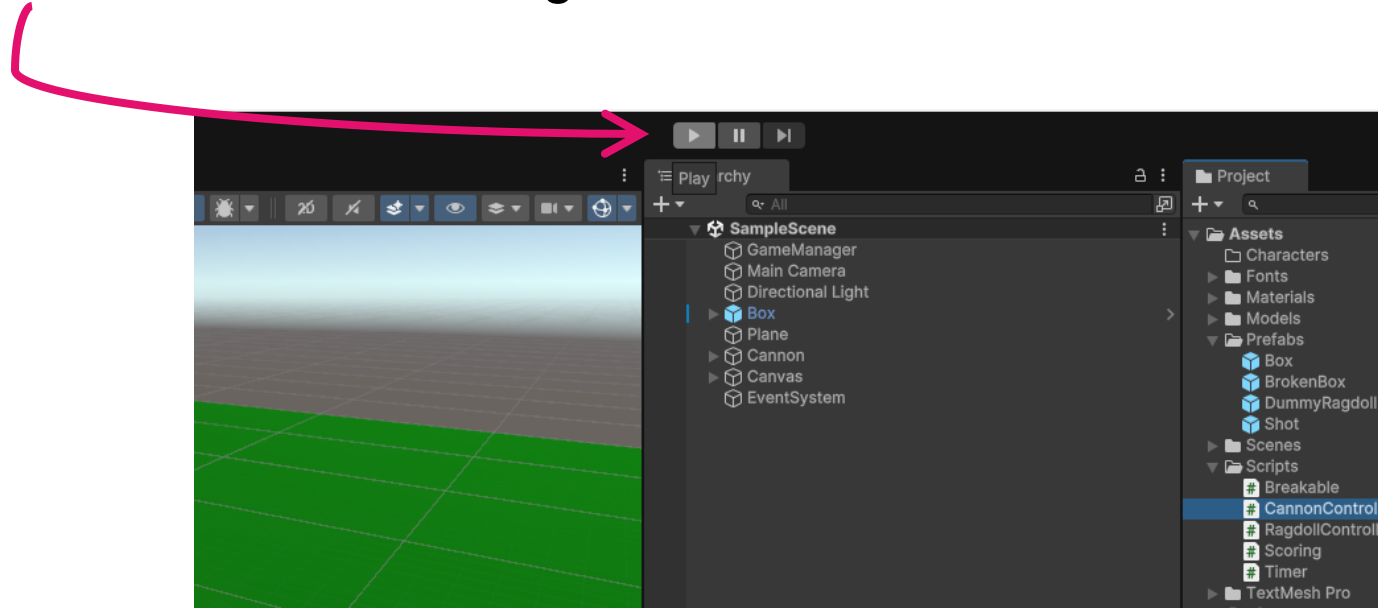 Play
rchy
Project
2D
All
SampleScene
GameManager
Main Camera
Directional Light
Box
Plane
Cannon
Canvas
EventSystem
Assets
Characters
Fonts
Materials
Models
Prefabs
Box
BrokenBox
DummyRagdoll
Shot
Scenes
Scripts
Breakable
CannonControl
RagdollControll
Scoring
Timer
TextMesh Pro